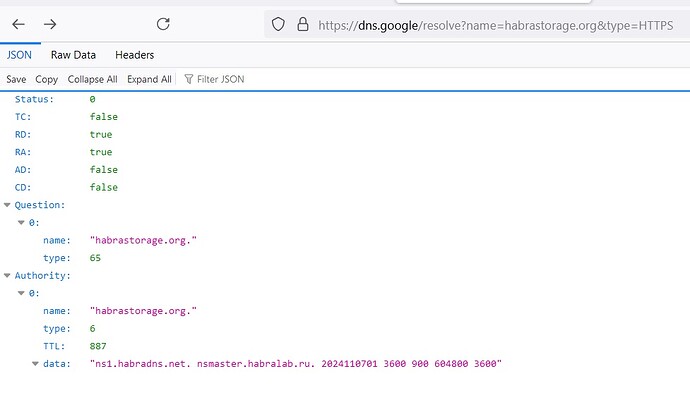 https://dns.google/resolve?name=habrastorage.org&type=HTTPS
JSON Raw Data Headers
Save Copy Collapse All Expand All Filter JSON
Status: 0
TC: false
RD: true
RA: true
AD: false
CD: false
Question:
0:
name: "habrastorage.org."
type: 65
Authority:
0:
name: "habrastorage.org."
type: 6
TTL: 887
data: "ns1.habradns.net. nsmaster.habralab.ru. 2024110701 3600 900 604800 3600"